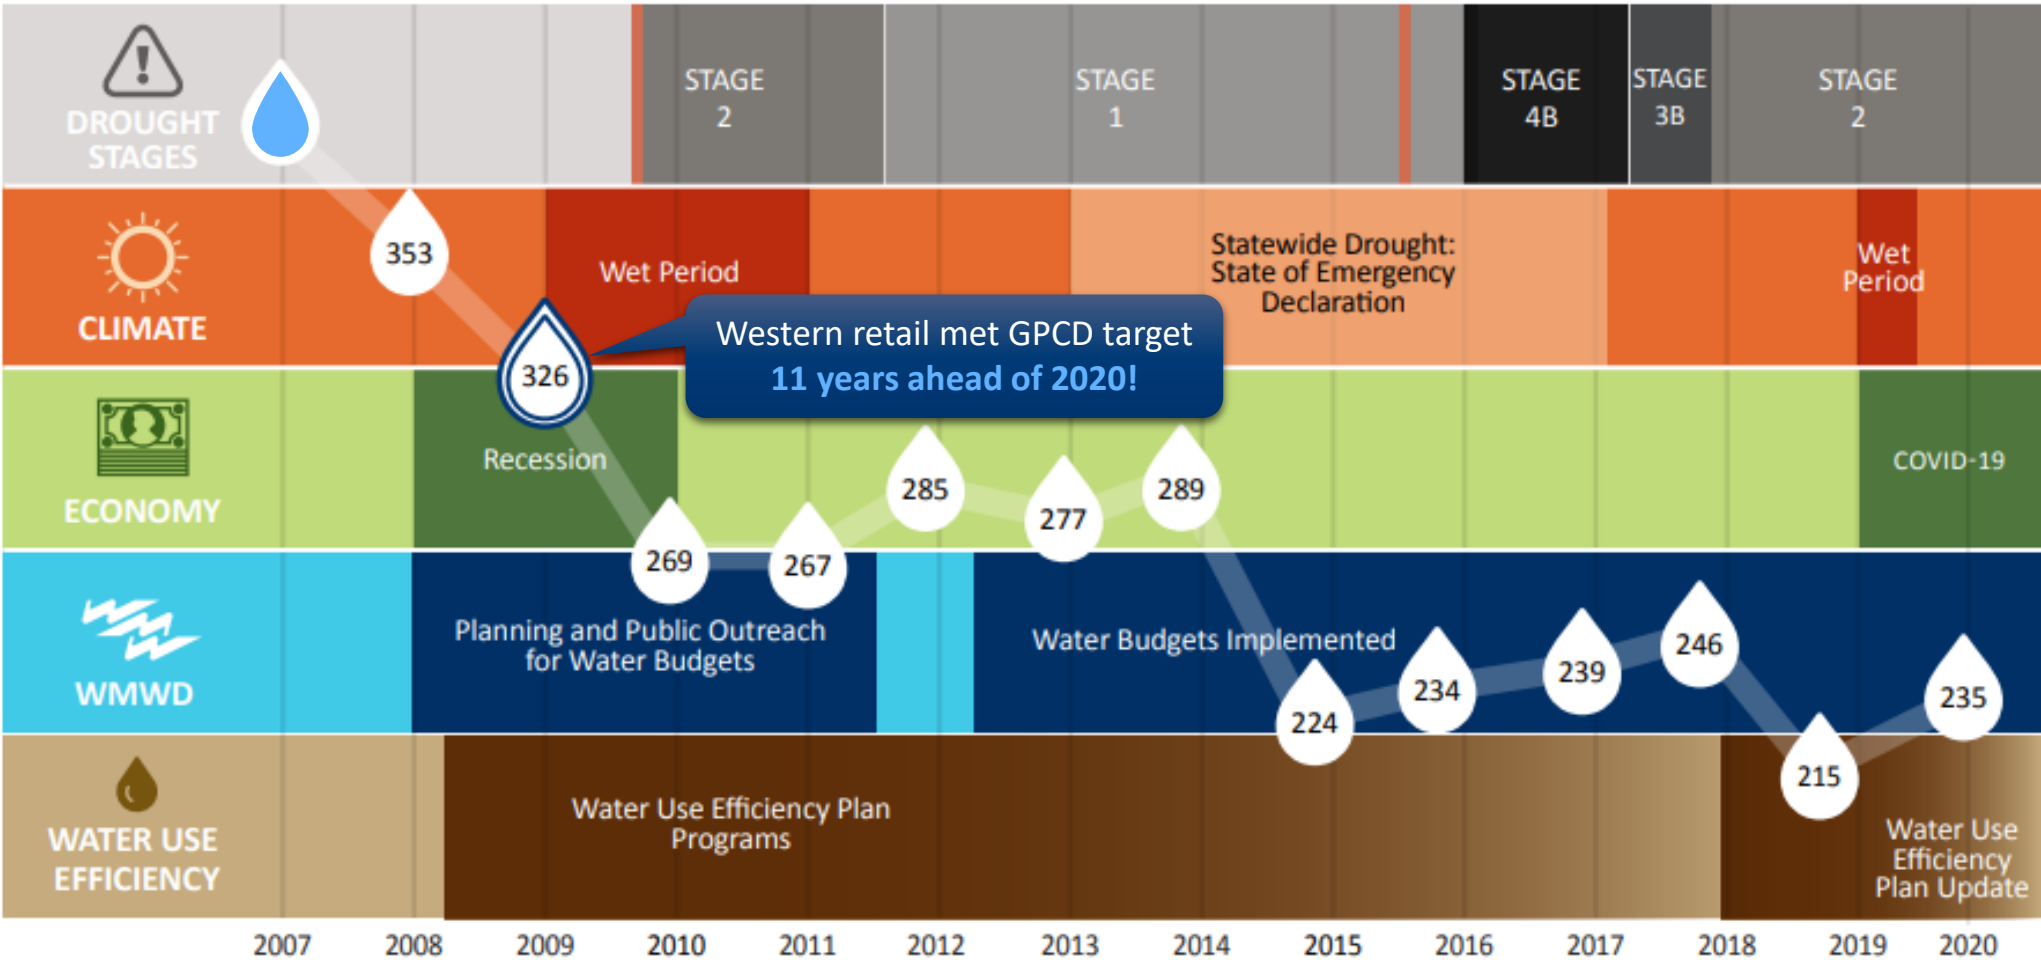 DROUGHT
STAGES
STAGE
2
STAGE
1
STAGE
4B
STAGE
3B
STAGE
2
CLIMATE
353
Wet Period
Statewide Drought:
State of Emergency
Declaration
Wet
Period
326
Western retail met GPCD target
11 years ahead of 2020!
ECONOMY
Recession
285
277
289
COVID-19
269
267
WMWD
Planning and Public Outreach
for Water Budgets
Water Budgets Implemented
224
234
239
246
235
WATER USE
EFFICIENCY
Water Use Efficiency Plan
Programs
215
Water Use
Efficiency
Plan Update
2007 2008 2009 2010 2011 2012 2013 2014 2015 2016 2017 2018 2019 2020